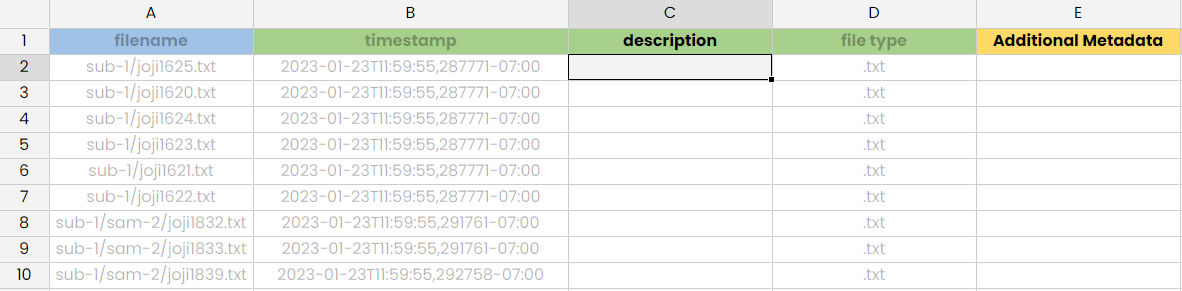 A B C D E
1 filename timestamp description file type Additional Metadata
2 sub-1/joji1625.txt 2023-01-23T11:59:55,287771-07:00 .txt
3 sub-1/joji1620.txt 2023-01-23T11:59:55,287771-07:00 .txt
4 sub-1/joji1624.txt 2023-01-23T11:59:55,287771-07:00 .txt
5 sub-1/joji1623.txt 2023-01-23T11:59:55,287771-07:00 .txt
6 sub-1/joji1621.txt 2023-01-23T11:59:55,287771-07:00 .txt
7 sub-1/joji1622.txt 2023-01-23T11:59:55,287771-07:00 .txt
8 sub-1/sam-2/joji1832.txt 2023-01-23T11:59:55,291761-07:00 .txt
9 sub-1/sam-2/joji1833.txt 2023-01-23T11:59:55,291761-07:00 .txt
10 sub-1/sam-2/joji1839.txt 2023-01-23T11:59:55,292758-07:00 .txt